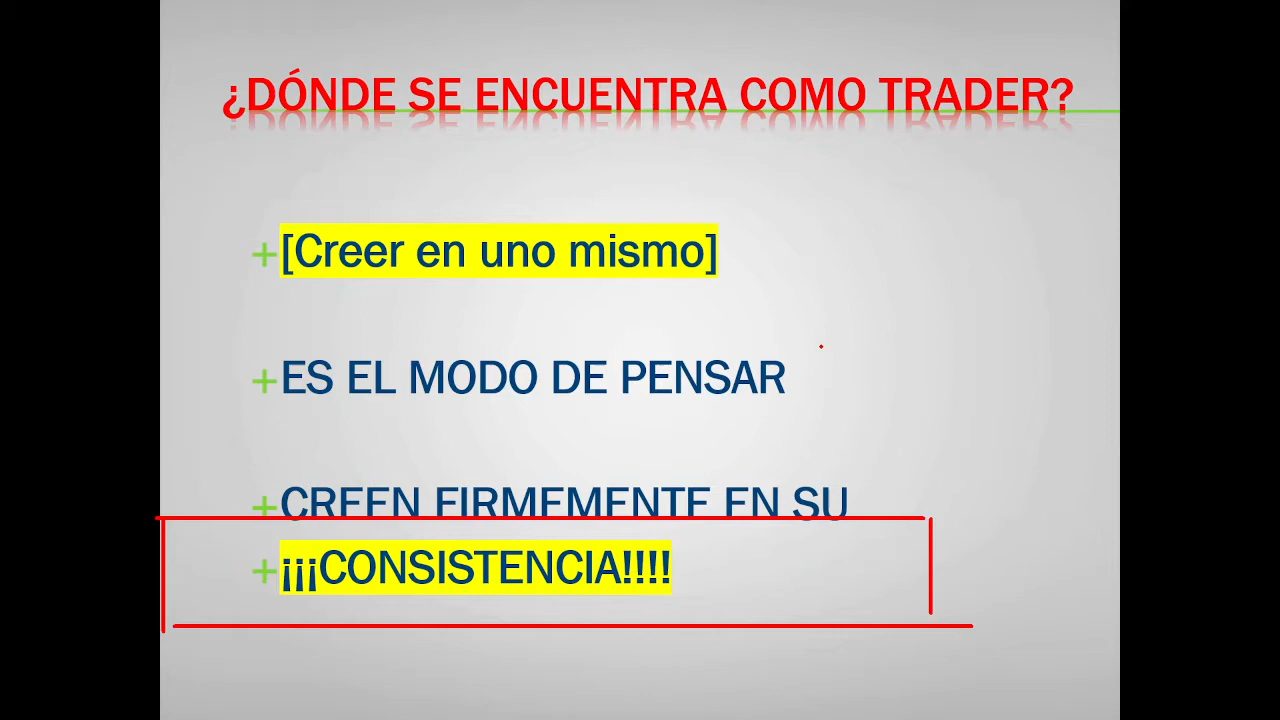 ¿DÓNDE SE ENCUENTRA COMO TRADER?
+[Creer en uno mismo]
+ES EL MODO DE PENSAR
+CREEN FIRMEMENTE EN SU
+¡¡¡CONSISTENCIA!!!!